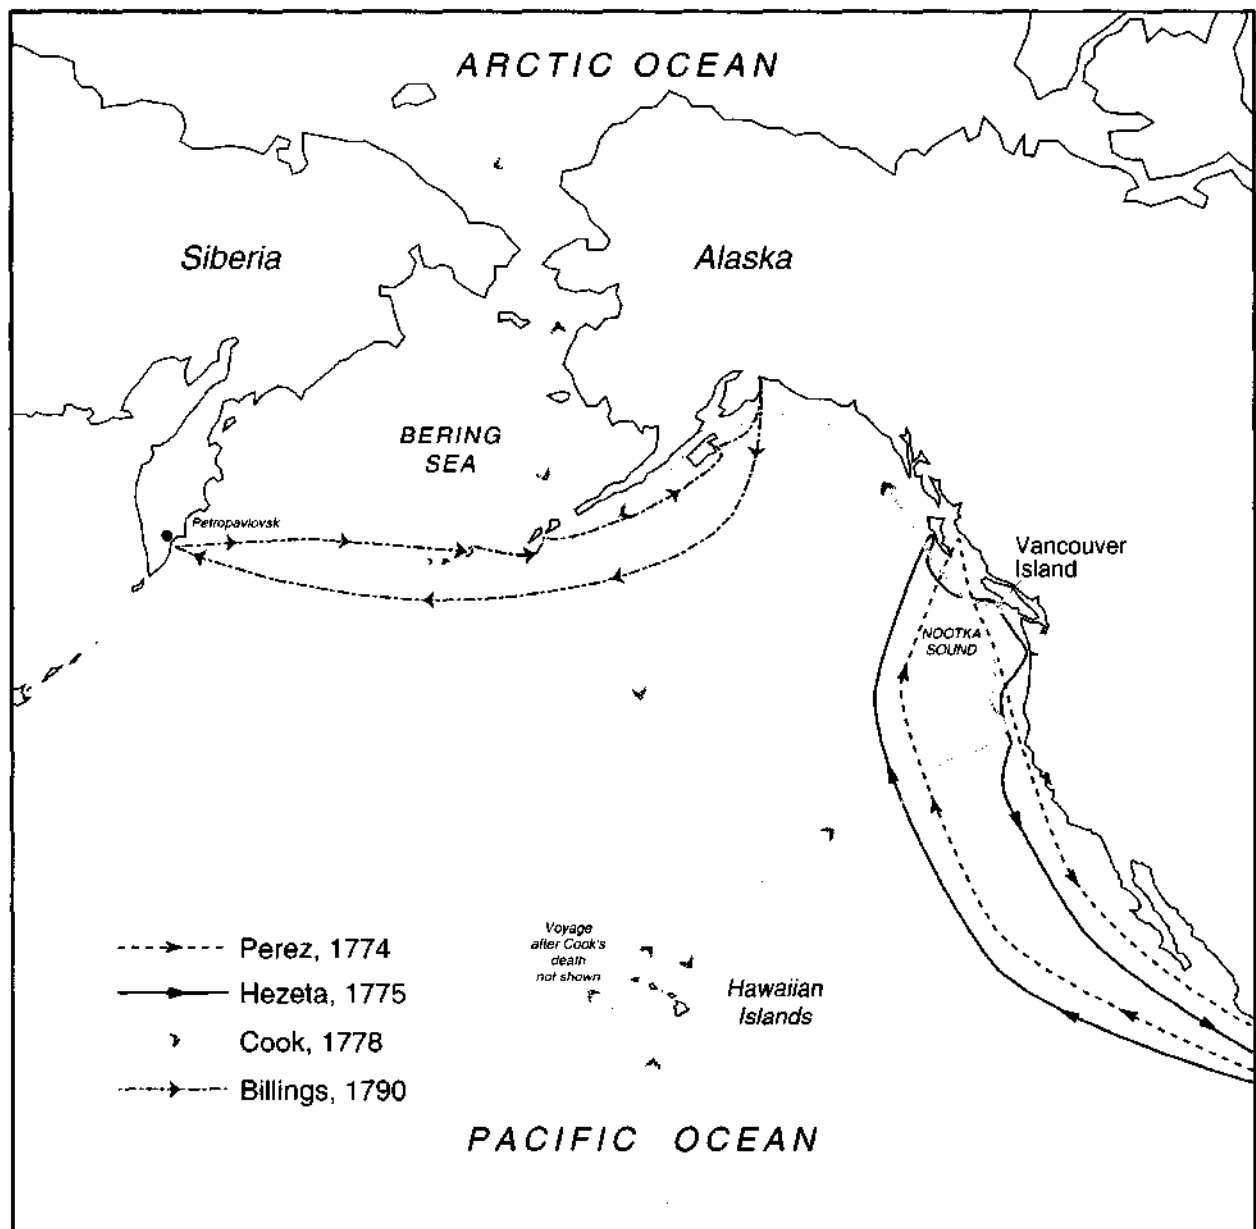 ARCTIC OCEAN
Siberia
Alaska
BERING
SEA
Petropavlovsk
Vancouver
Island
NOOTKA
SOUND
Voyage
after Cook's
death
not shown
Hawaiian
Islands
Perez, 1774
Hezeta, 1775
Cook, 1778
Billings, 1790
PACIFIC OCEAN